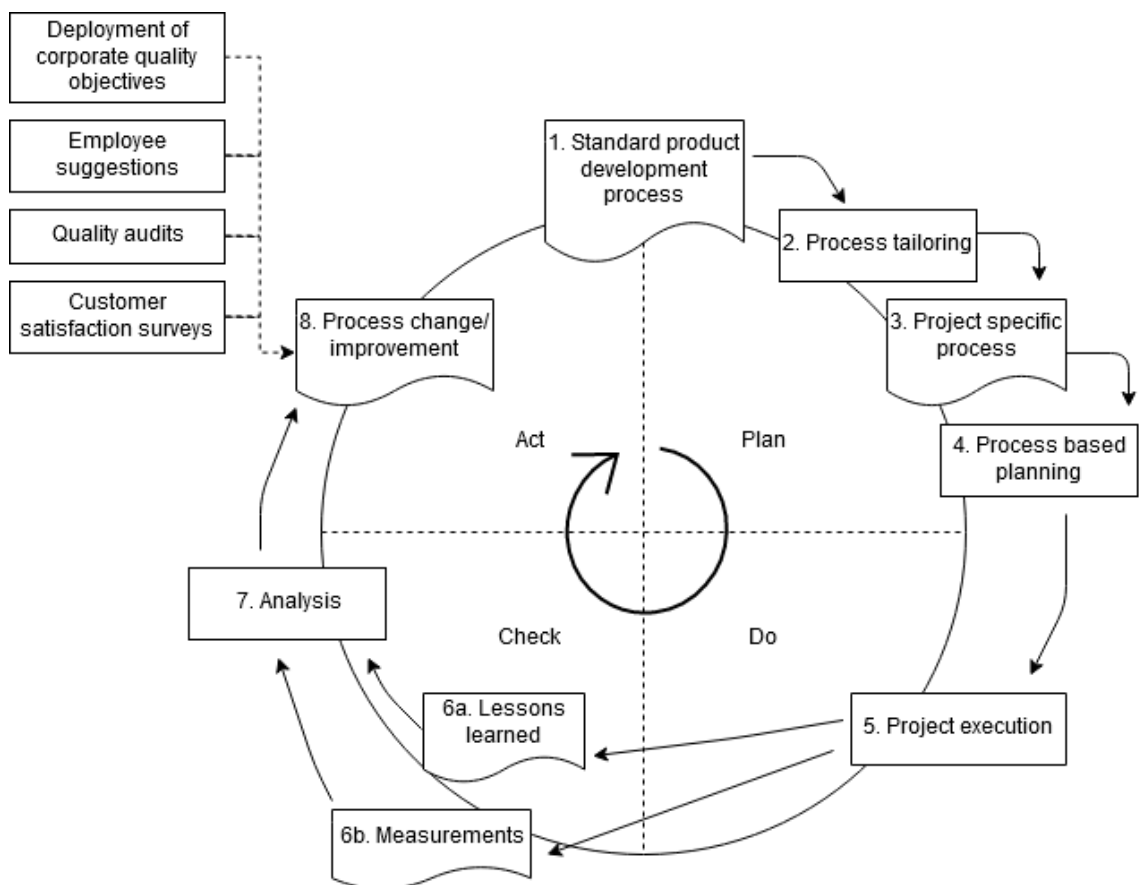 Deployment of
corporate quality
objectives
Employee
suggestions
Quality audits
Customer
satisfaction surveys
1. Standard product
development
process
2. Process tailoring
3. Project specific
process
4. Process based
planning
5. Project execution
6a. Lessons
learned
6b. Measurements
7. Analysis
8. Process change/
improvement
Act
Plan
Check
Do